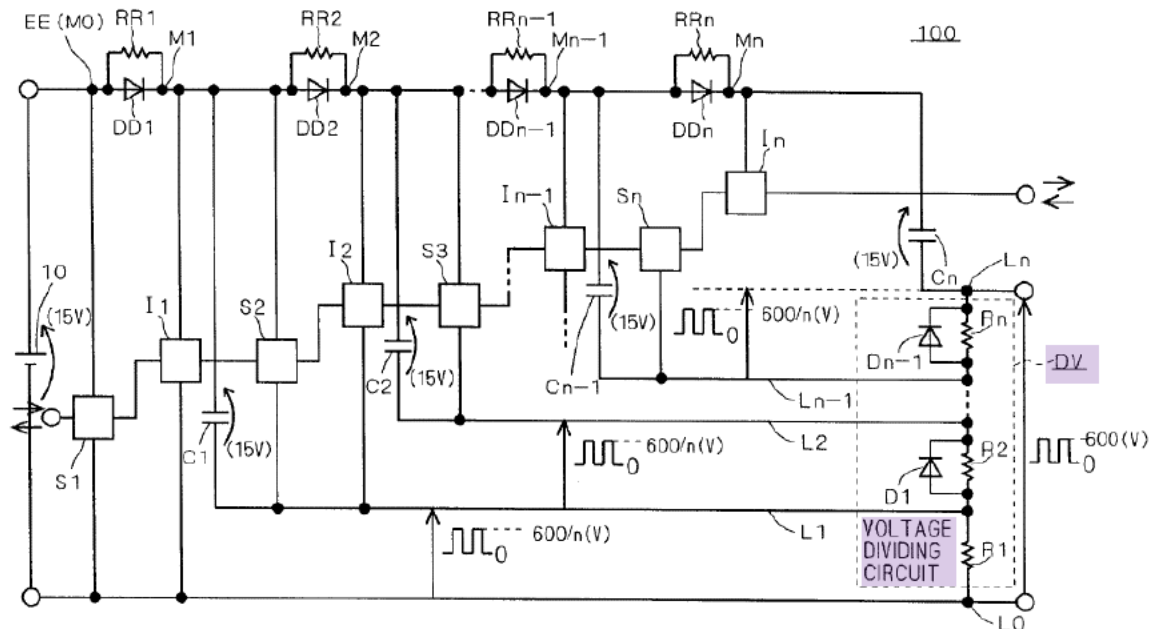 EE (M0) RR1 M1 RR2 M2 RRn-1 Mn-1 RRn Mn 100
DD1 DD2 DDn-1 DDn In
In-1 Sn
I2 S3 (15V) Cn Ln
10 (15V) I1 S2 C2 (15V) Cn-1 (15V) 0 600/n(V) Dn-1 Rn DV
Ln-1
S1 C1 (15V) 0 600/n(V) L2 D1 R2 600(V) 0
0 600/n(V) L1
VOLTAGE
DIVIDING
CIRCUIT
R1
L0